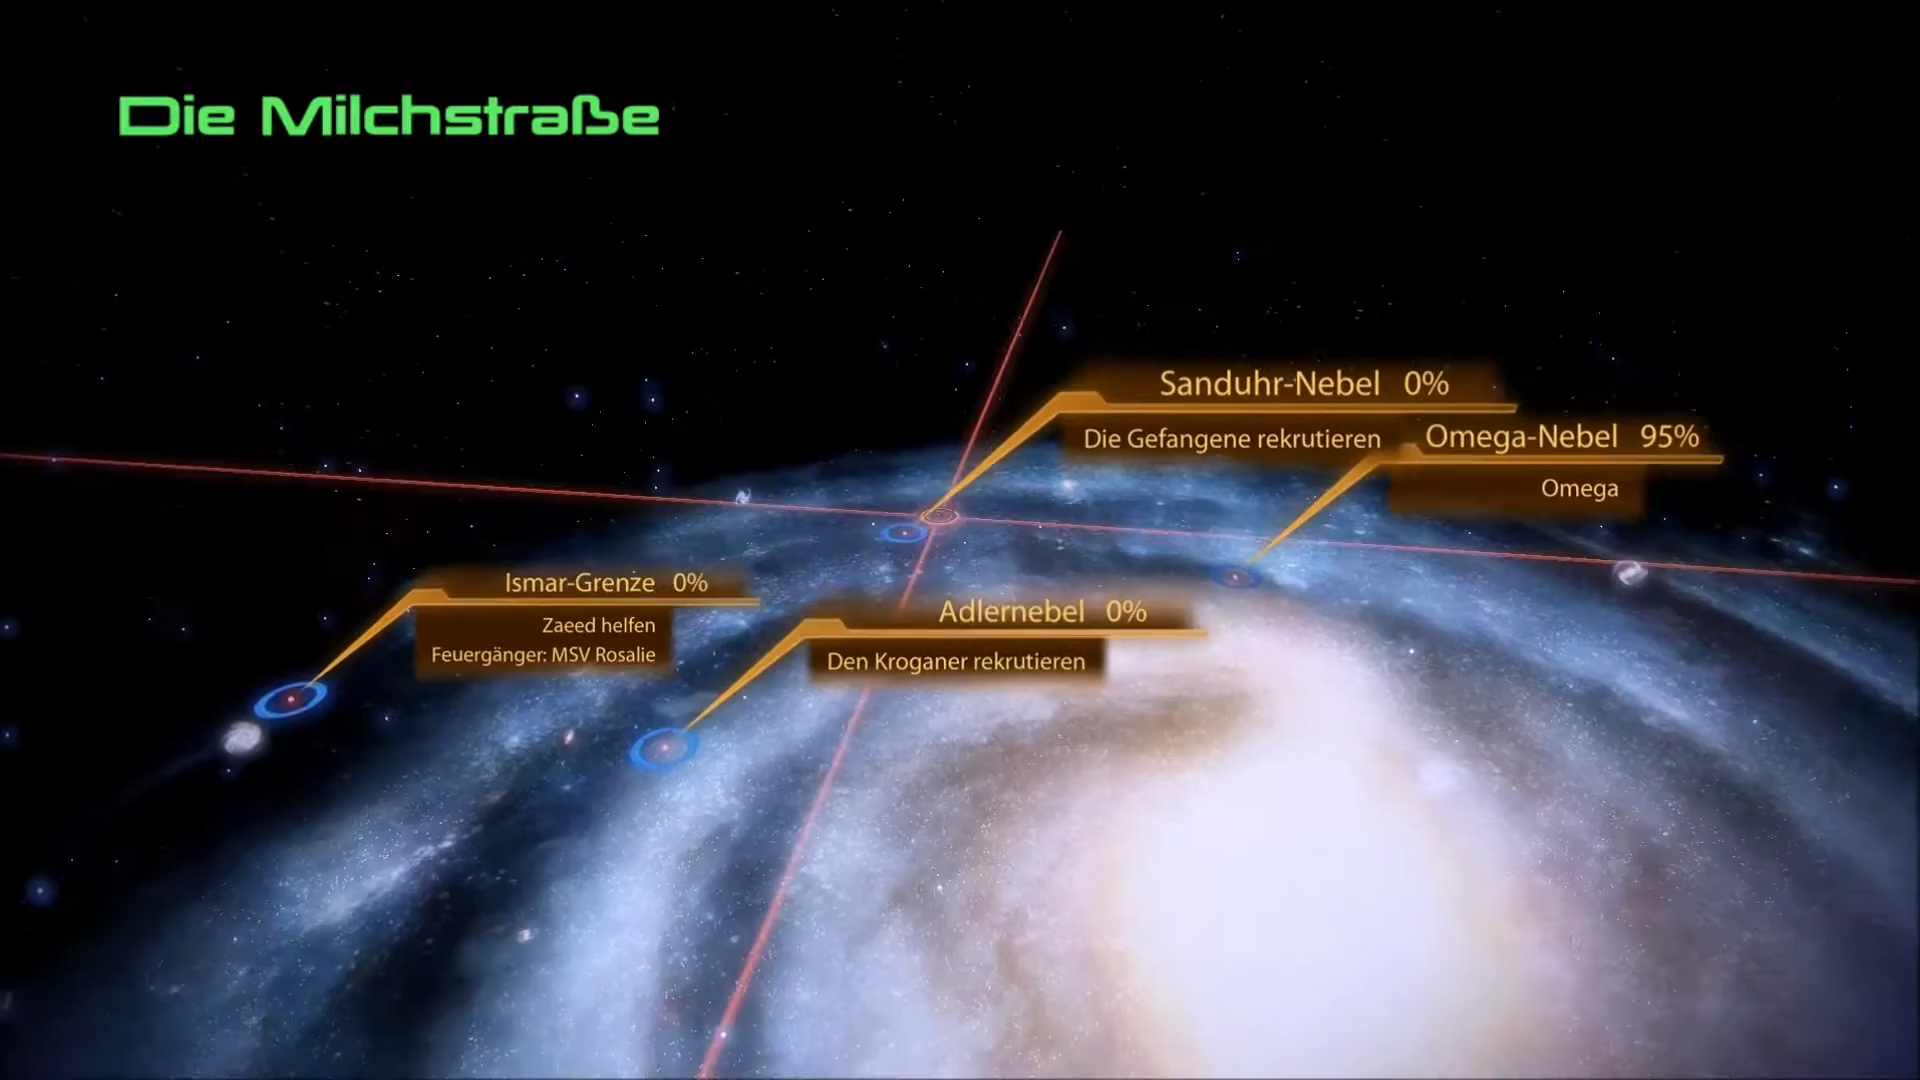 Die Milchstraße
Sanduhr-Nebel 0%
Die Gefangene rekrutieren
Omega-Nebel 95%
Omega
Ismar-Grenze 0%
Zaeed helfen
Feuergänger: MSV Rosalie
Adlernebel 0%
Den Kroganer rekrutieren